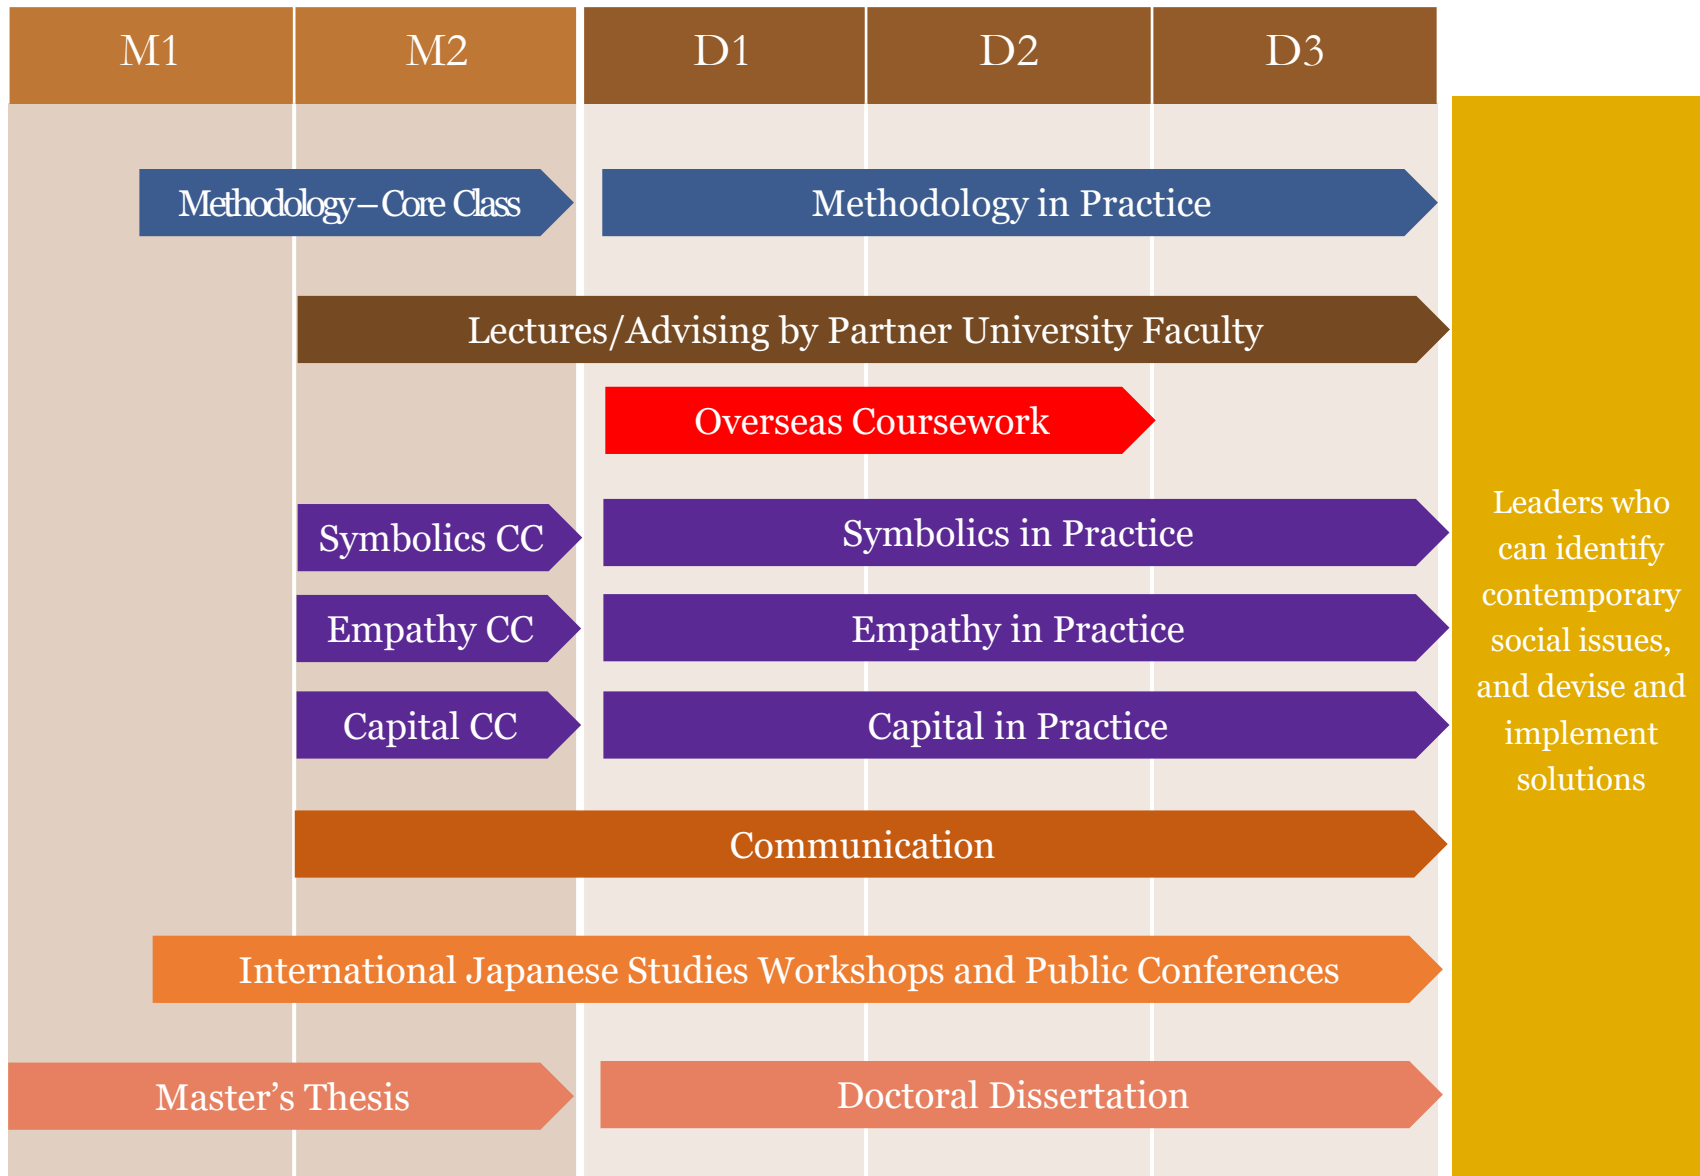 M1 M2 D1 D2 D3
Methodology – Core Class
Methodology in Practice
Lectures/Advising by Partner University Faculty
Overseas Coursework
Symbolics CC
Symbolics in Practice
Empathy CC
Empathy in Practice
Capital CC
Capital in Practice
Communication
International Japanese Studies Workshops and Public Conferences
Master’s Thesis
Doctoral Dissertation
Leaders who
can identify
contemporary
social issues,
and devise and
implement
solutions